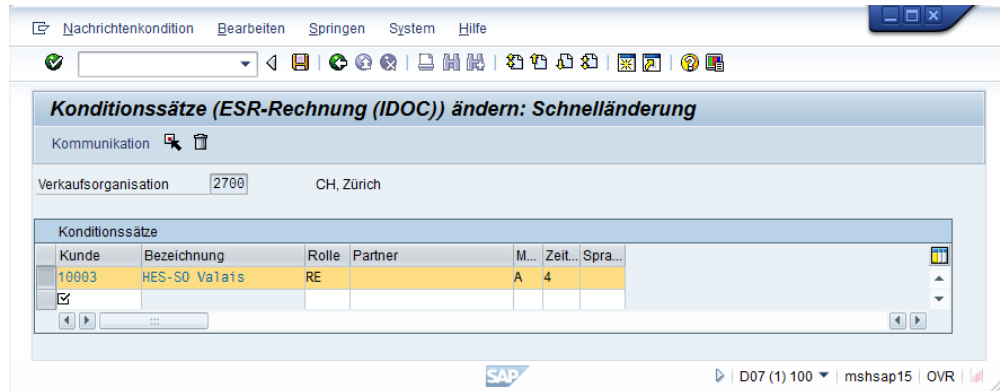 Nachrichtenkondition Bearbeiten Springen System Hilfe
Konditionssätze (ESR-Rechnung (IDOC)) ändern: Schnelländerung
Kommunikation
Verkaufsorganisation 2700 CH, Zürich
Konditionssätze
Kunde Bezeichnung Rolle Partner M... Zeit... Spra...
10003 HES-SO Valais RE A 4
SAP D07 (1) 100 mshsap15 OVR